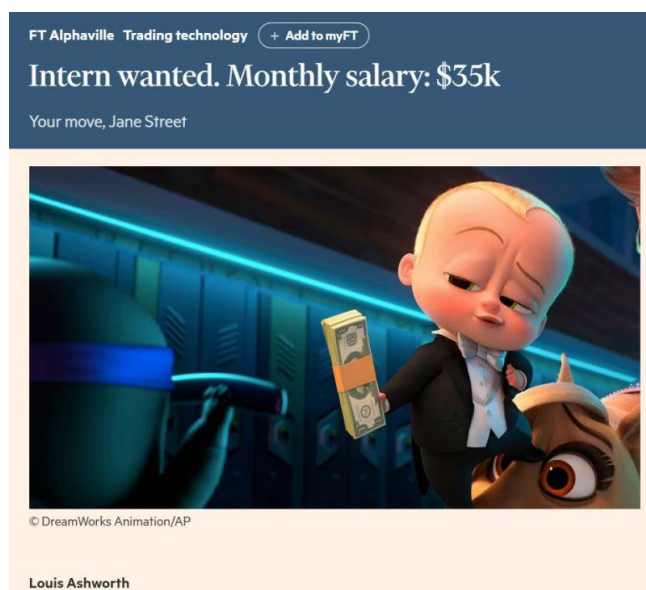 FT Alphaville Trading technology + Add to myFT
Intern wanted. Monthly salary: $35k
Your move, Jane Street
© DreamWorks Animation/AP
Louis Ashworth